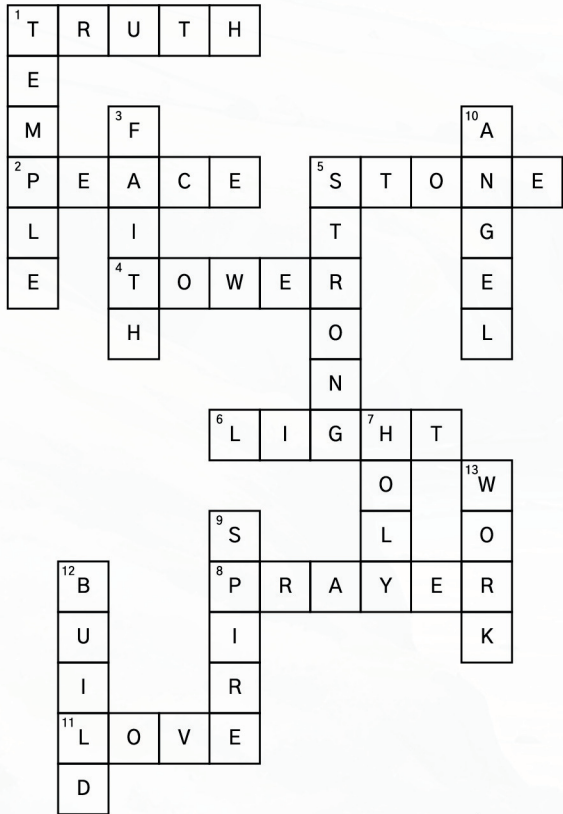 1 T R U T H
E
M 3 F 10 A
2 P E A C E 5 S T O N E
L I T G
E 4 T O W E R E
H O L
N
6 L I G 7 H T
O 13 W
9 S L O
12 B 8 P R A Y E R
U I K
I R
11 L O V E
D